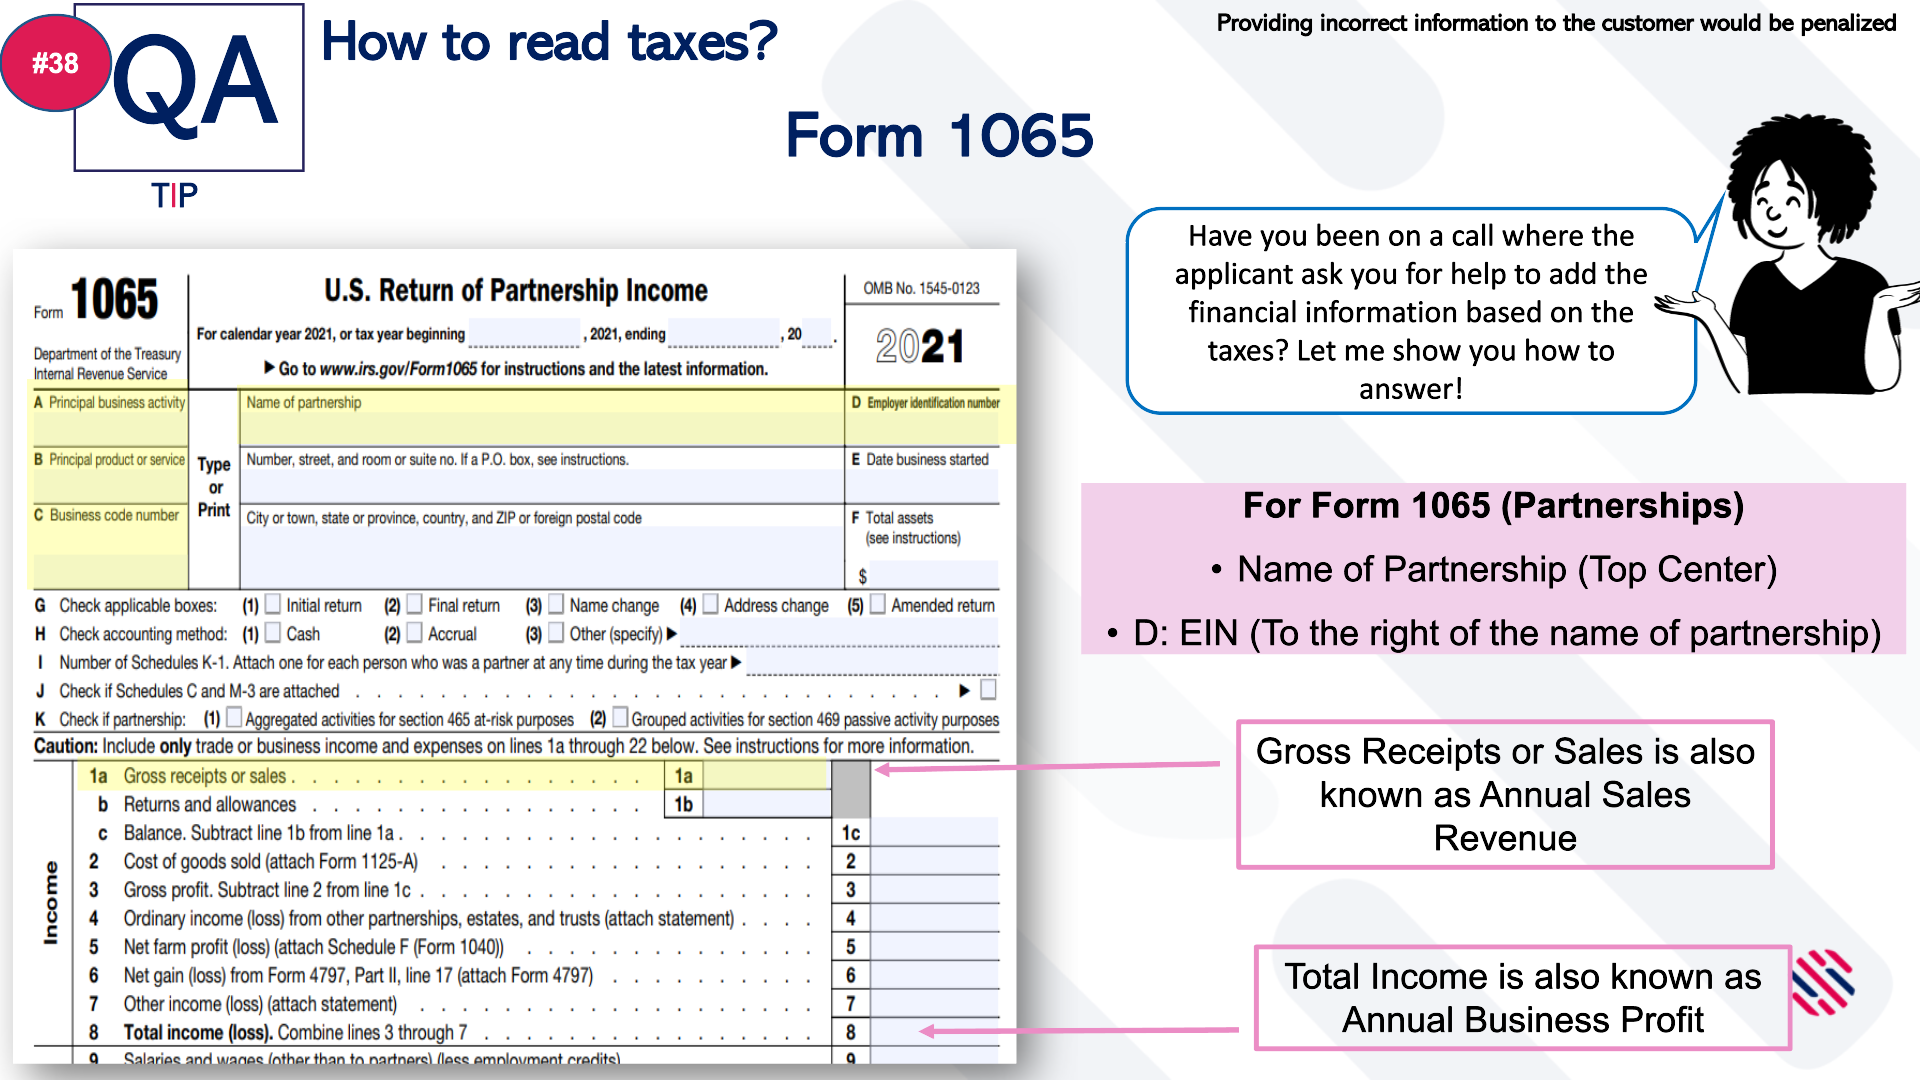 #38
QA
TIP
How to read taxes?
Providing incorrect information to the customer would be penalized
Form 1065
Have you been on a call where the
applicant ask you for help to add the
financial information based on the
taxes? Let me show you how to
answer!
Form 1065
Department of the Treasury
Internal Revenue Service
U.S. Return of Partnership Income
For calendar year 2021, or tax year beginning , 2021, ending , 20 .
▶ Go to www.irs.gov/Form1065 for instructions and the latest information.
OMB No. 1545-0123
2021
A Principal business activity
B Principal product or service
C Business code number
Type
or
Print
Name of partnership
Number, street, and room or suite no. If a P.O. box, see instructions.
City or town, state or province, country, and ZIP or foreign postal code
D Employer identification number
E Date business started
F Total assets
(see instructions)
$
G Check applicable boxes: (1) Initial return (2) Final return (3) Name change (4) Address change (5) Amended return
H Check accounting method: (1) Cash (2) Accrual (3) Other (specify) ▶
I Number of Schedules K-1. Attach one for each person who was a partner at any time during the tax year ▶
J Check if Schedules C and M-3 are attached . . . . . . . . . . . . . . . . . . . . . . . . . . . . ▶
K Check if partnership: (1) Aggregated activities for section 465 at-risk purposes (2) Grouped activities for section 469 passive activity purposes
Caution: Include only trade or business income and expenses on lines 1a through 22 below. See instructions for more information.
Income
1a Gross receipts or sales . . . . . . . . . . . . . . . . . 1a
b Returns and allowances . . . . . . . . . . . . . . . . 1b
c Balance. Subtract line 1b from line 1a . . . . . . . . . . . . . . . . . . . . 1c
2 Cost of goods sold (attach Form 1125-A) . . . . . . . . . . . . . . . . . . 2
3 Gross profit. Subtract line 2 from line 1c . . . . . . . . . . . . . . . . . . . 3
4 Ordinary income (loss) from other partnerships, estates, and trusts (attach statement) . . . . 4
5 Net farm profit (loss) (attach Schedule F (Form 1040)) . . . . . . . . . . . . . . 5
6 Net gain (loss) from Form 4797, Part II, line 17 (attach Form 4797) . . . . . . . . . . 6
7 Other income (loss) (attach statement) . . . . . . . . . . . . . . . . . . . 7
8 Total income (loss). Combine lines 3 through 7 . . . . . . . . . . . . . . . . 8
9 Salaries and wages (other than to partners) (less employment credits) 9
For Form 1065 (Partnerships)
• Name of Partnership (Top Center)
• D: EIN (To the right of the name of partnership)
Gross Receipts or Sales is also
known as Annual Sales
Revenue
Total Income is also known as
Annual Business Profit